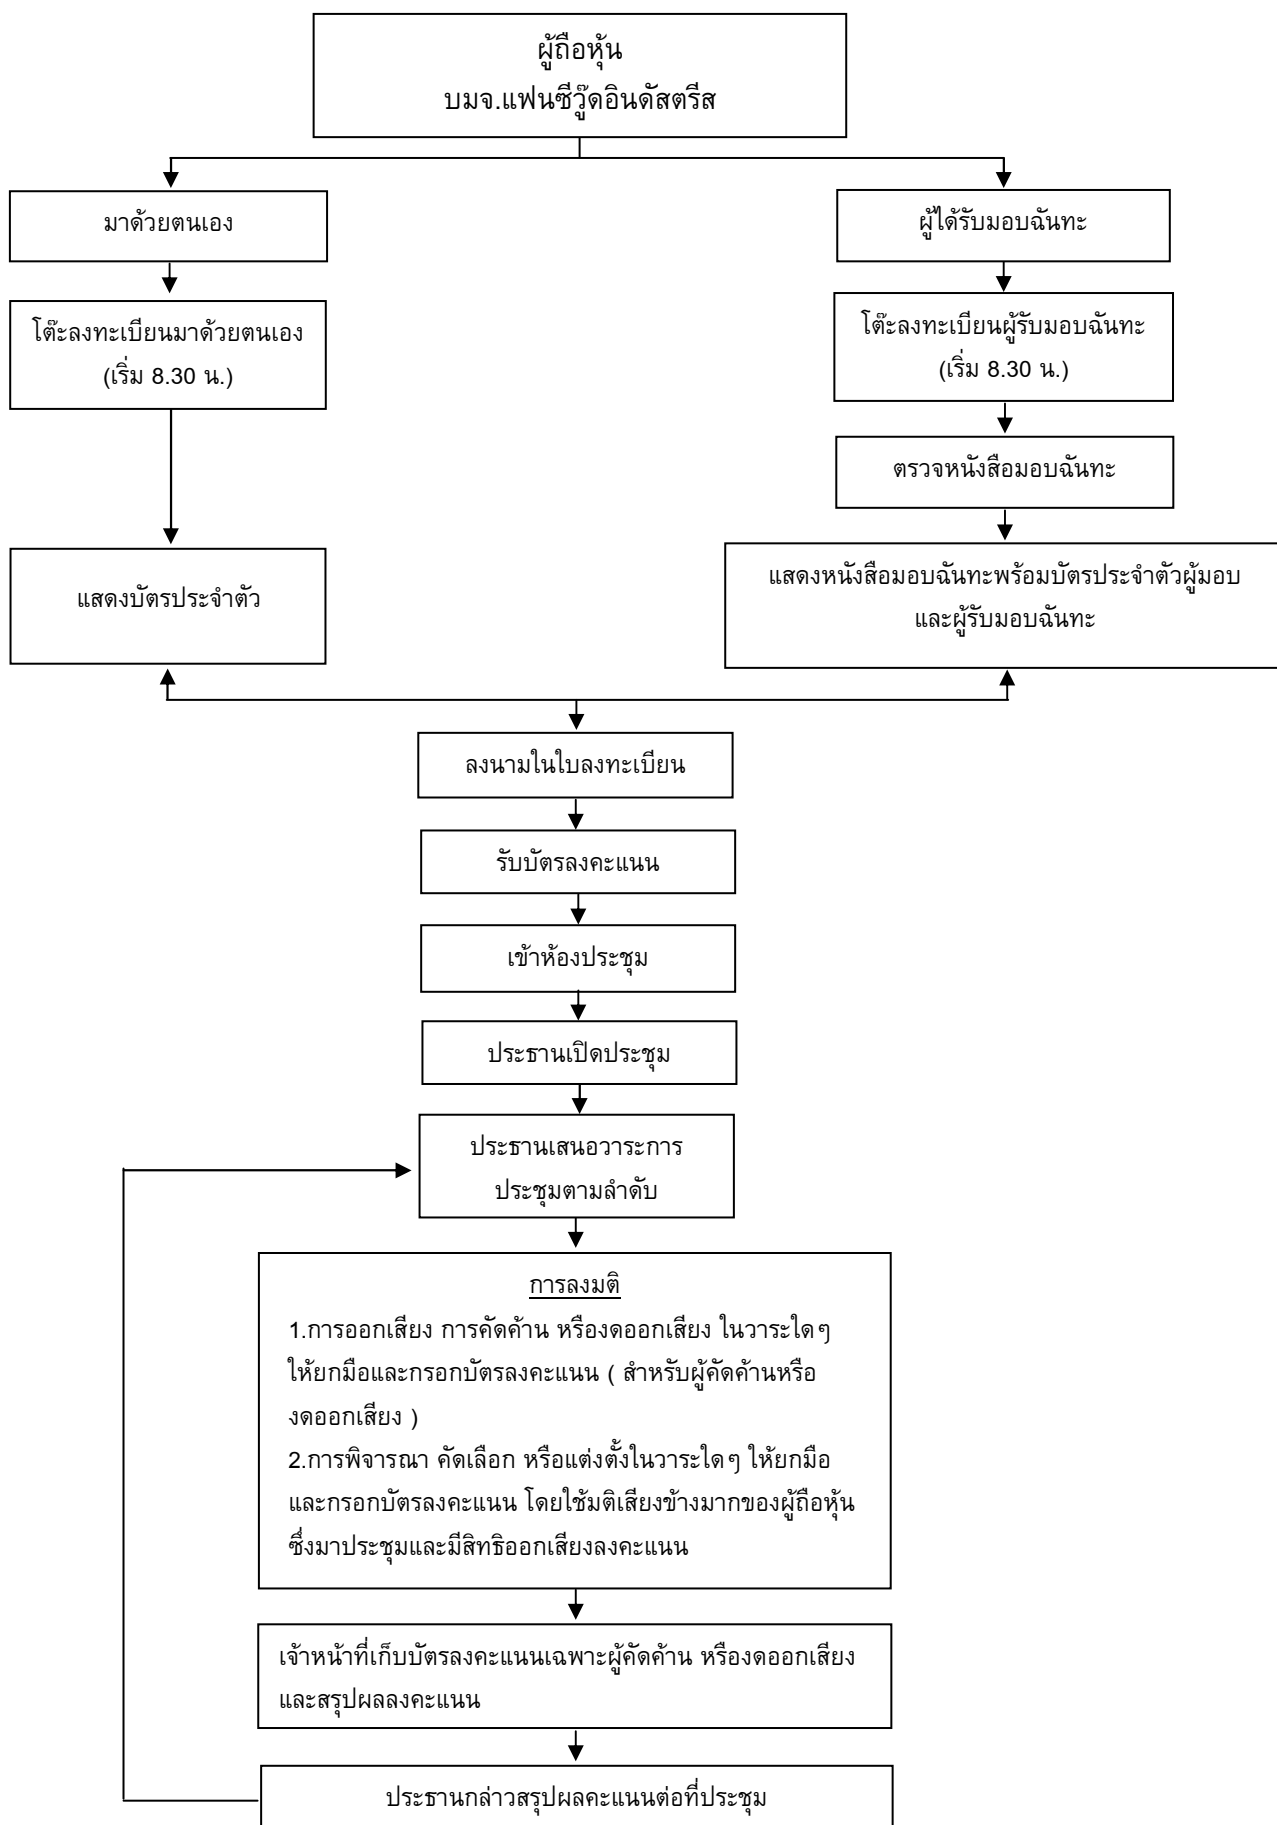 ผู้ถือหุ้น
บมจ.แฟนซีวู๊ดอินดัสตรีส
มาด้วยตนเอง
ผู้ได้รับมอบฉันทะ
โต๊ะลงทะเบียนมาด้วยตนเอง
(เริ่ม 8.30 น.)
โต๊ะลงทะเบียนผู้รับมอบฉันทะ
(เริ่ม 8.30 น.)
ตรวจหนังสือมอบฉันทะ
แสดงบัตรประจำตัว
แสดงหนังสือมอบฉันทะพร้อมบัตรประจำตัวผู้มอบ
และผู้รับมอบฉันทะ
ลงนามในใบลงทะเบียน
รับบัตรลงคะแนน
เข้าห้องประชุม
ประธานเปิดประชุม
ประธานเสนอวาระการ
ประชุมตามลำดับ
การลงมติ
1.การออกเสียง การคัดค้าน หรืองดออกเสียง ในวาระใดๆ
ให้ยกมือและกรอกบัตรลงคะแนน ( สำหรับผู้คัดค้านหรือ
งดออกเสียง )
2.การพิจารณา คัดเลือก หรือแต่งตั้งในวาระใดๆ ให้ยกมือ
และกรอกบัตรลงคะแนน โดยใช้มติเสียงข้างมากของผู้ถือหุ้น
ซึ่งมาประชุมและมีสิทธิออกเสียงลงคะแนน
เจ้าหน้าที่เก็บบัตรลงคะแนนเฉพาะผู้คัดค้าน หรืองดออกเสียง
และสรุปผลลงคะแนน
ประธานกล่าวสรุปผลคะแนนต่อที่ประชุม